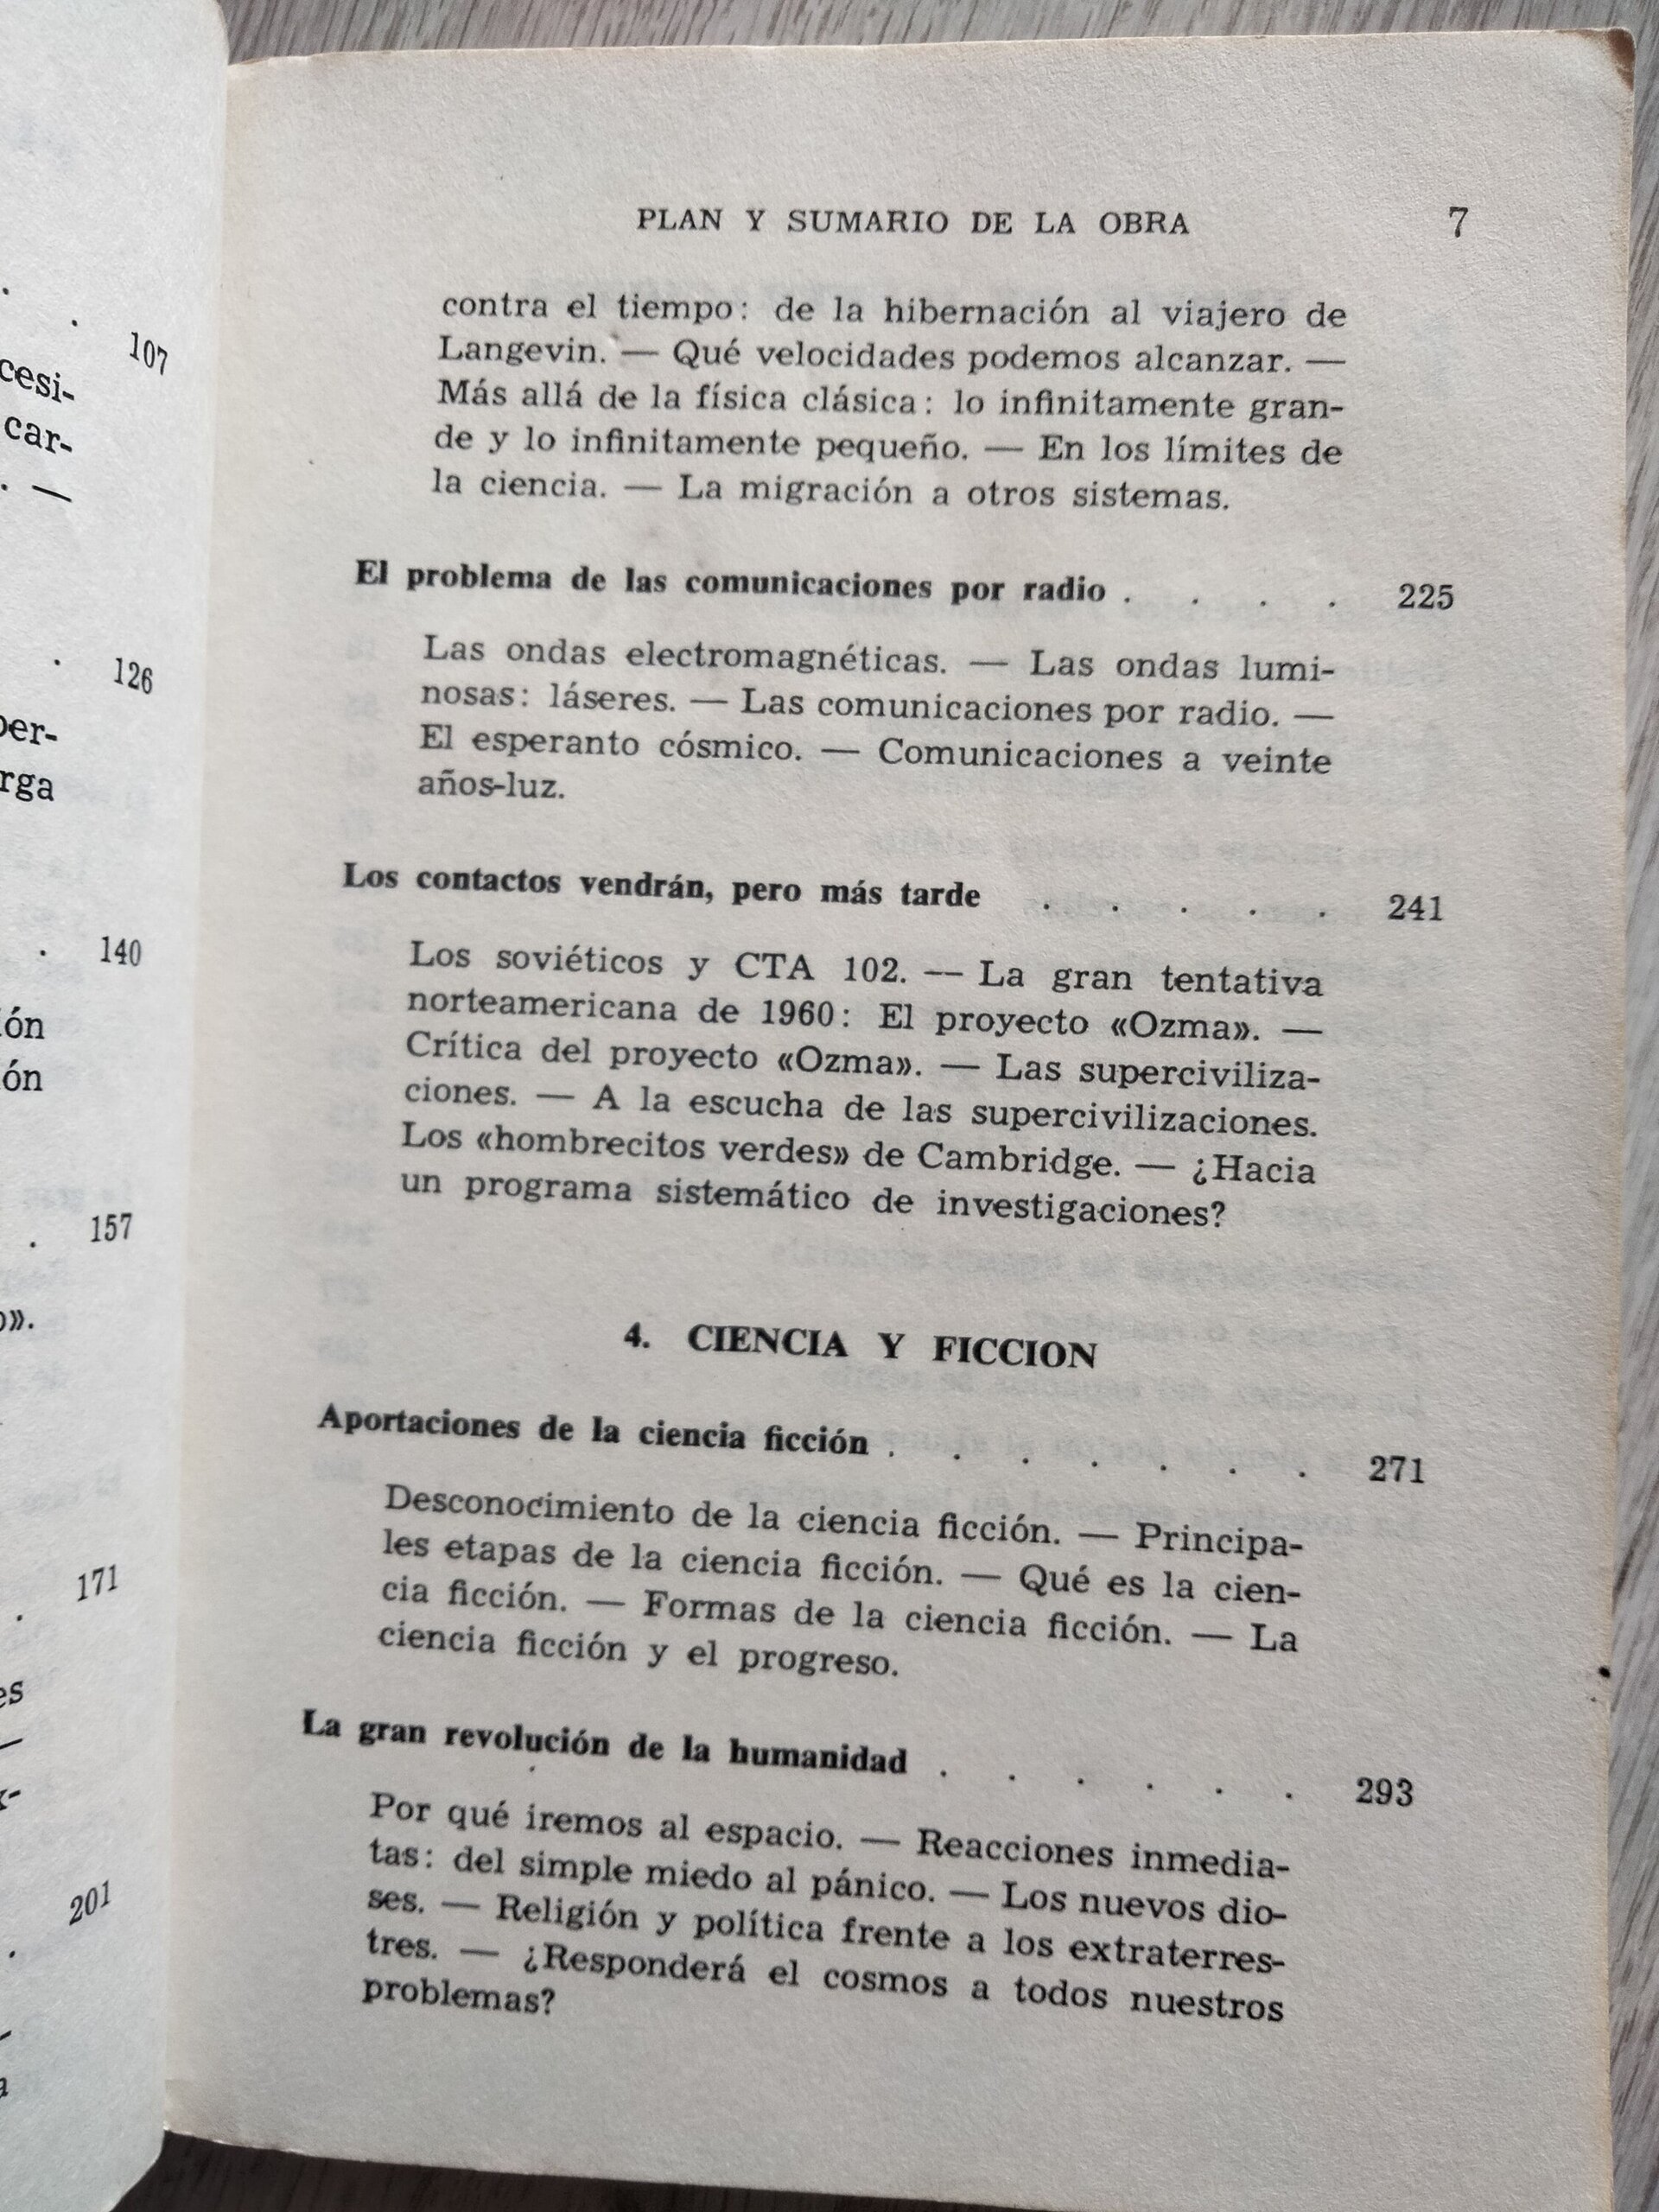 107
cesi-
car-
. —
126
per-
rga
140
ión
ón
157
o».
171
es
—
x-
201
-
a
PLAN Y SUMARIO DE LA OBRA 7
contra el tiempo: de la hibernación al viajero de
Langevin. — Qué velocidades podemos alcanzar. —
Más allá de la física clásica: lo infinitamente gran-
de y lo infinitamente pequeño. — En los límites de
la ciencia. — La migración a otros sistemas.
El problema de las comunicaciones por radio . . . . 225
Las ondas electromagnéticas. — Las ondas lumi-
nosas: láseres. — Las comunicaciones por radio. —
El esperanto cósmico. — Comunicaciones a veinte
años-luz.
Los contactos vendrán, pero más tarde . . . . . 241
Los soviéticos y CTA 102. — La gran tentativa
norteamericana de 1960: El proyecto «Ozma». —
Crítica del proyecto «Ozma». — Las superciviliza-
ciones. — A la escucha de las supercivilizaciones.
Los «hombrecitos verdes» de Cambridge. — ¿Hacia
un programa sistemático de investigaciones?
4. CIENCIA Y FICCION
Aportaciones de la ciencia ficción . . . . . . . 271
Desconocimiento de la ciencia ficción. — Principa-
les etapas de la ciencia ficción. — Qué es la cien-
cia ficción. — Formas de la ciencia ficción. — La
ciencia ficción y el progreso.
La gran revolución de la humanidad . . . . . . 293
Por qué iremos al espacio. — Reacciones inmedia-
tas: del simple miedo al pánico. — Los nuevos dio-
ses. — Religión y política frente a los extraterres-
tres. — ¿Responderá el cosmos a todos nuestros
problemas?